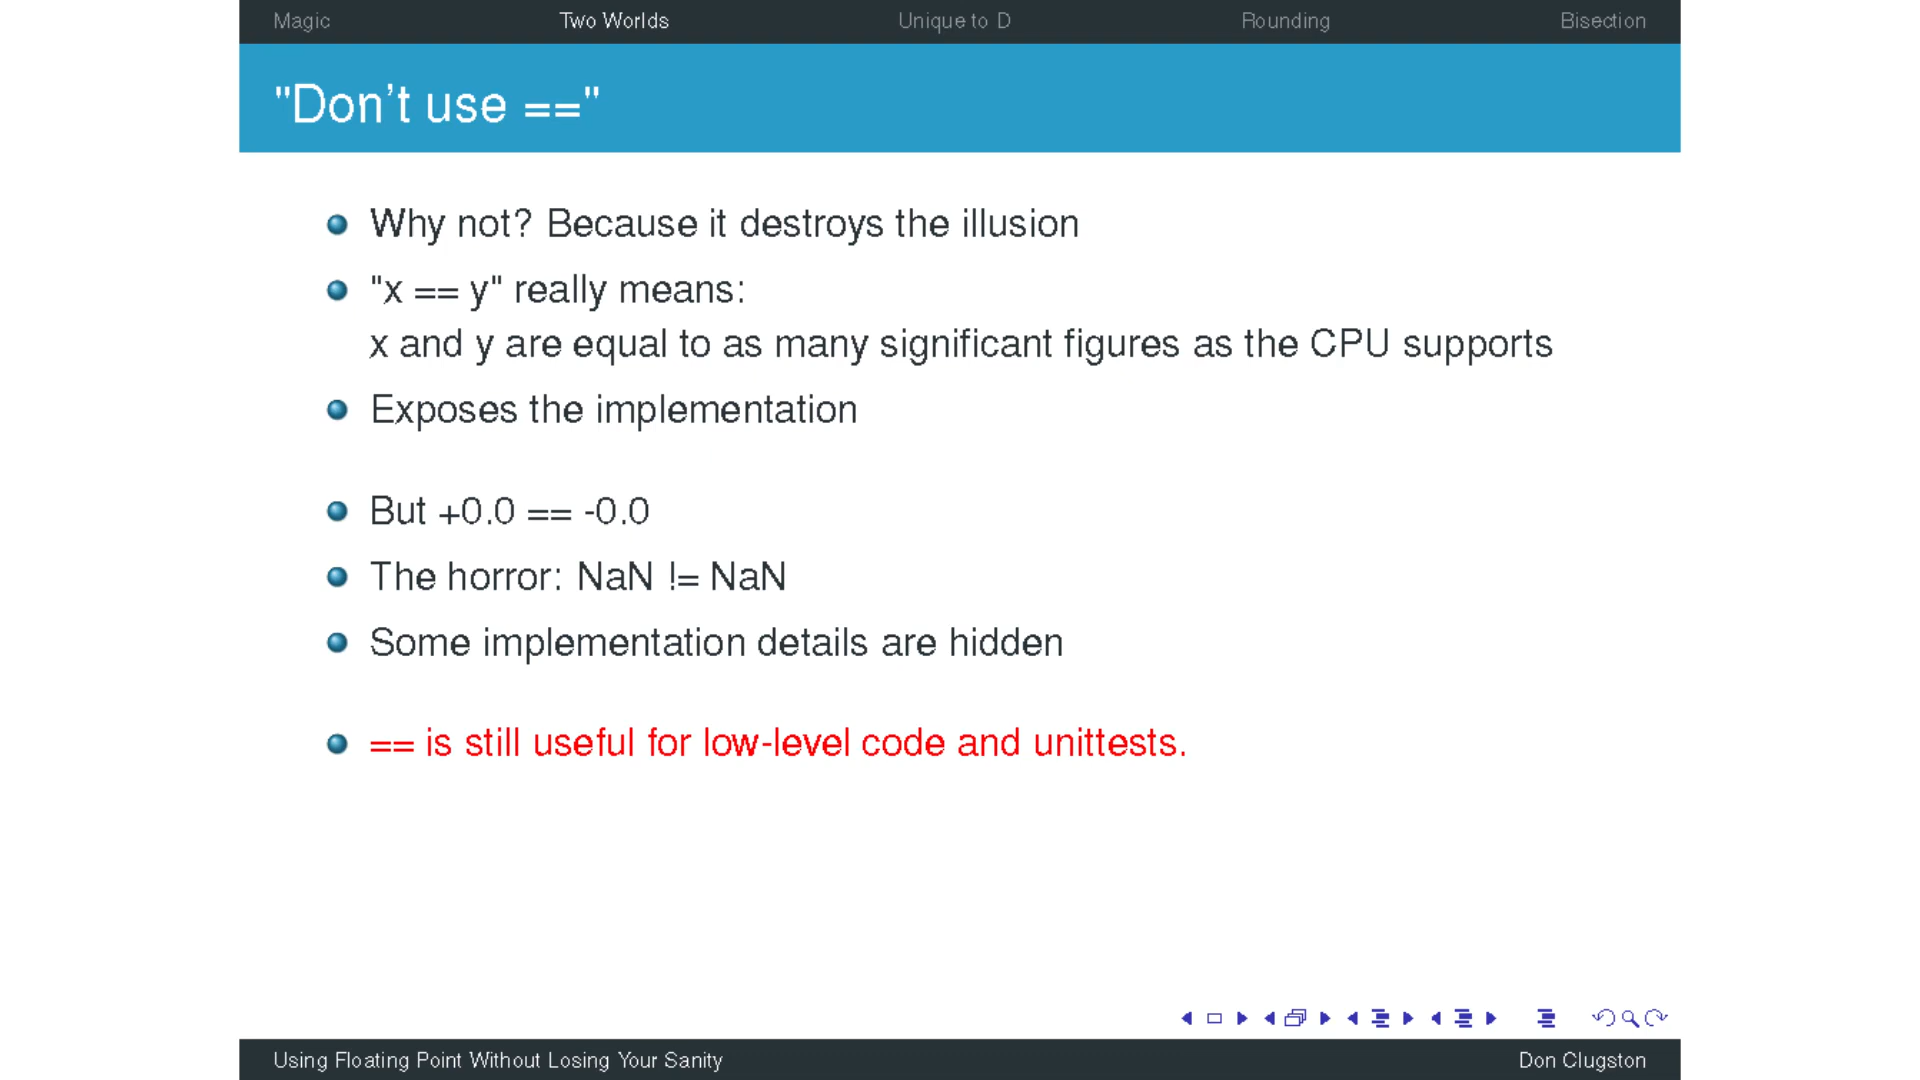 Magic Two Worlds Unique to D Rounding Bisection
"Don't use =="
Why not? Because it destroys the illusion
"x == y" really means:
x and y are equal to as many significant figures as the CPU supports
Exposes the implementation
But +0.0 == -0.0
The horror: NaN != NaN
Some implementation details are hidden
== is still useful for low-level code and unittests.
Using Floating Point Without Losing Your Sanity Don Clugston